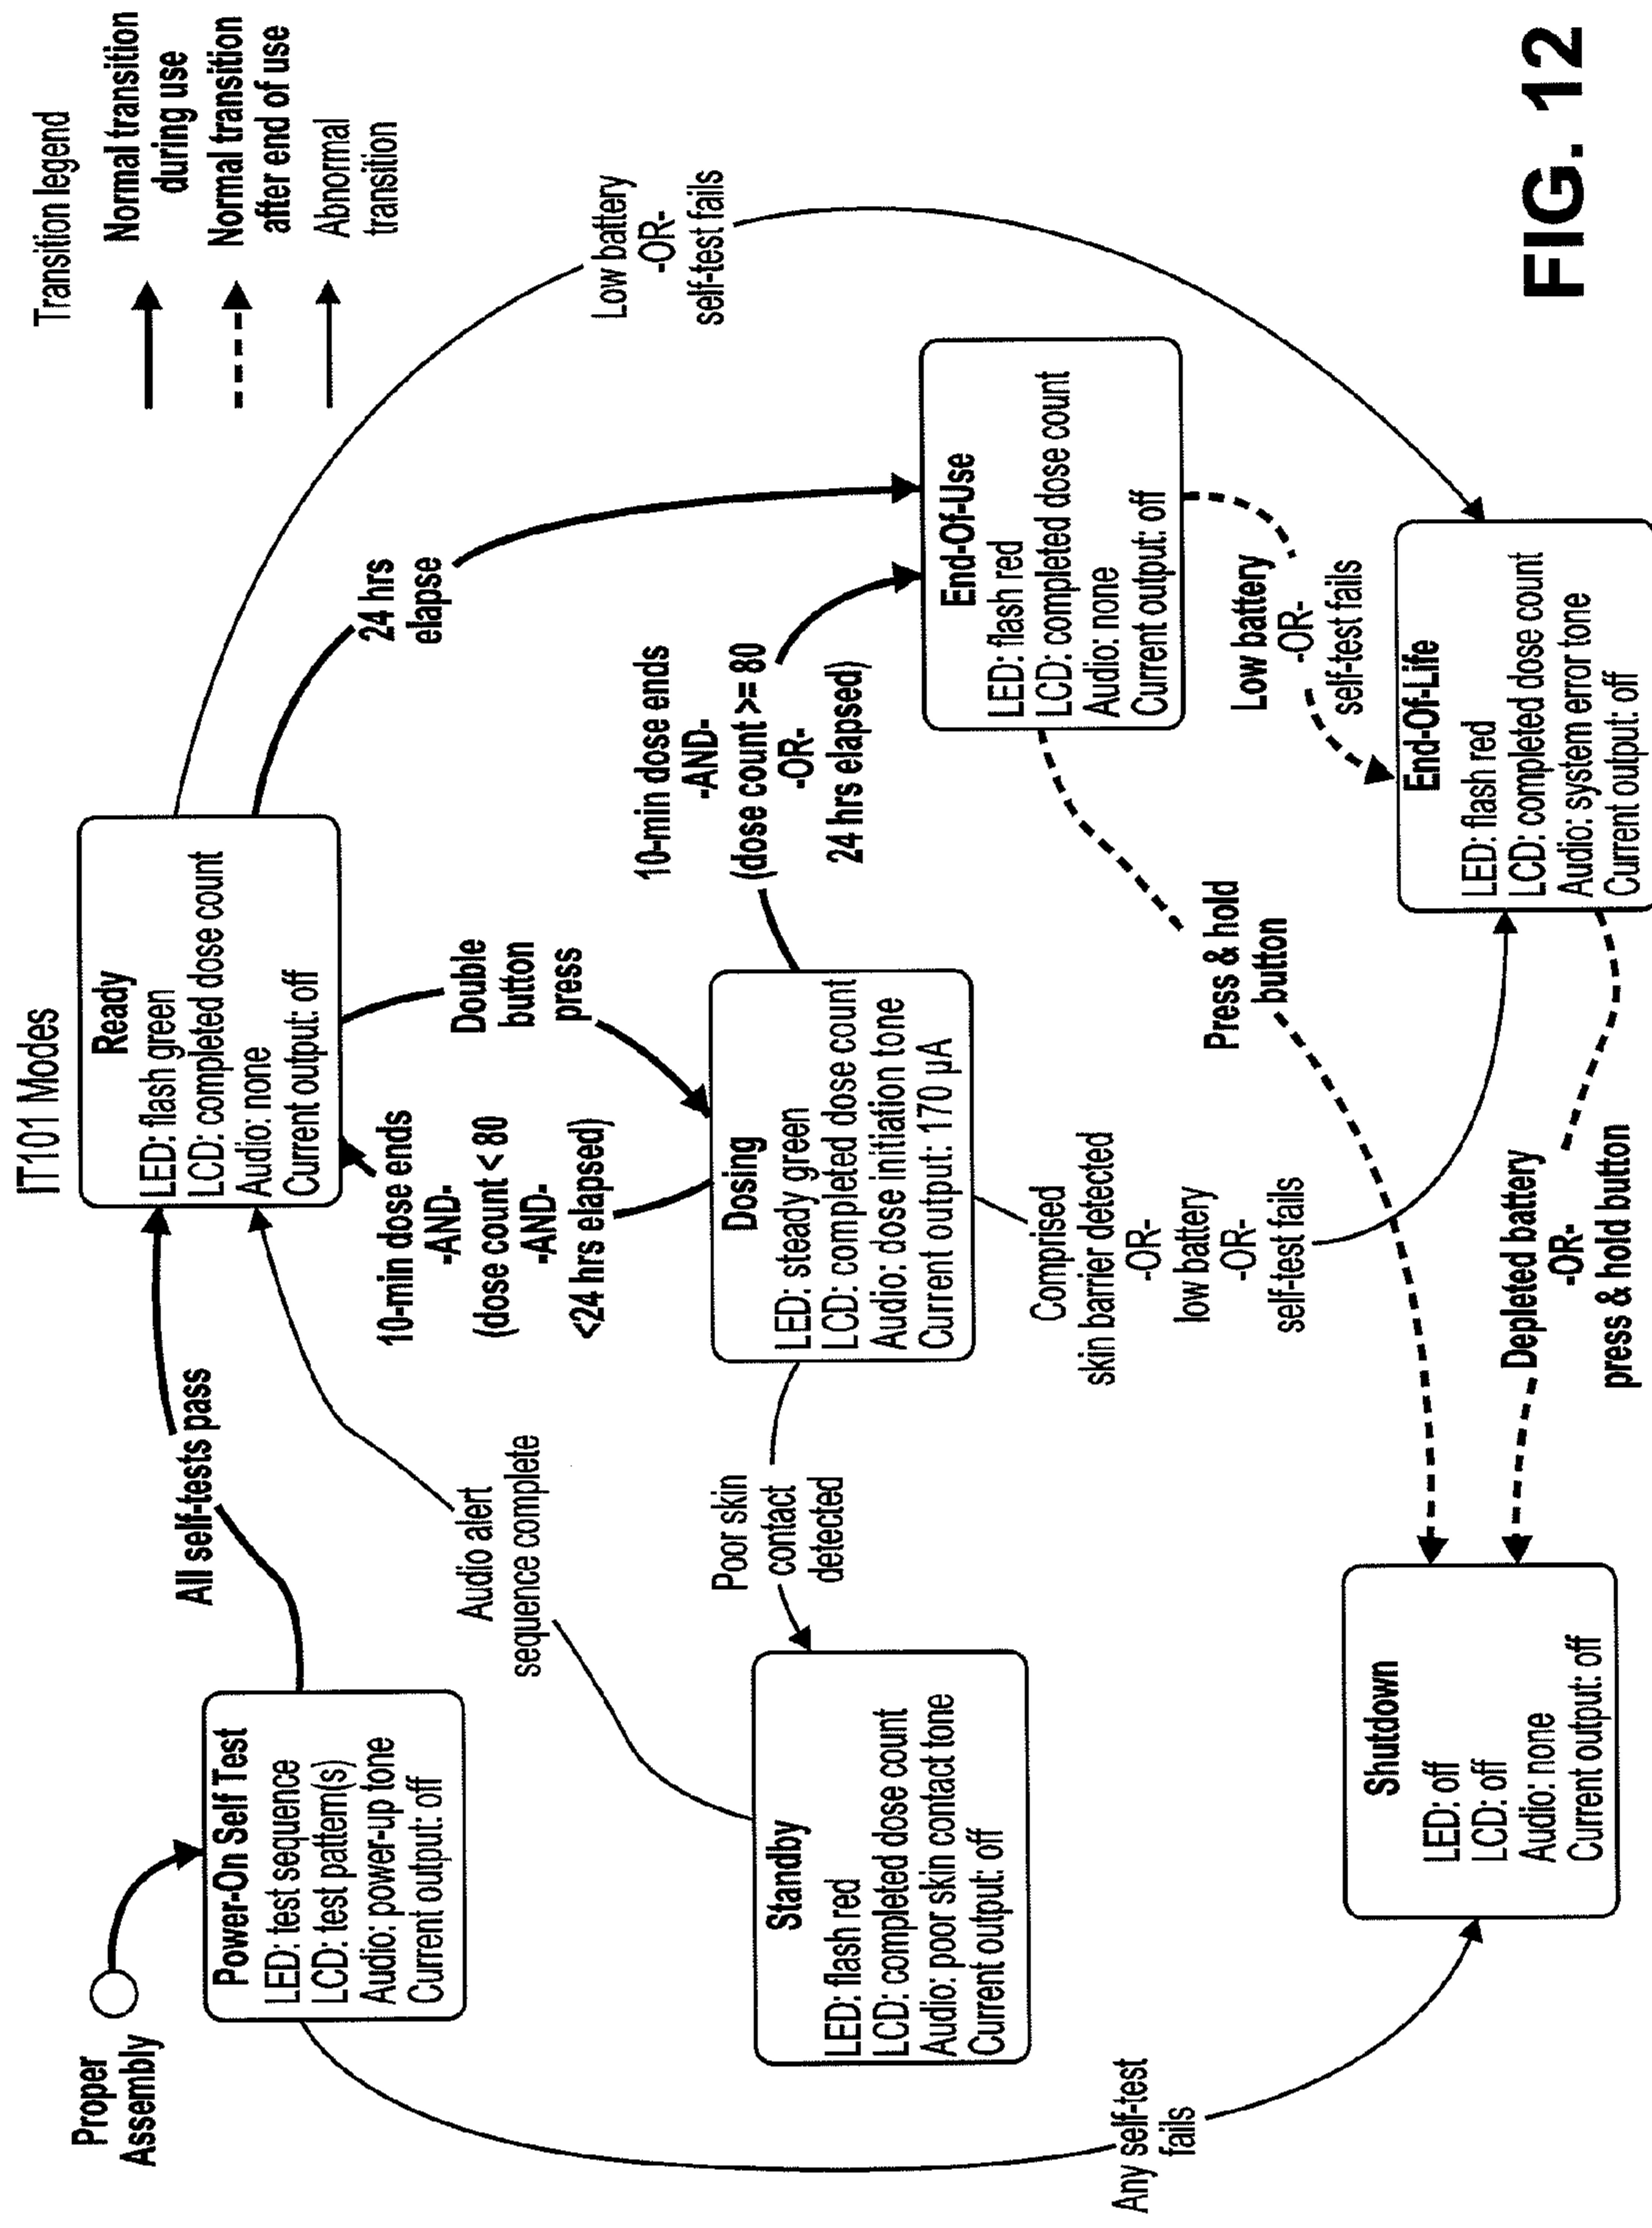 IT101 Modes
Transition legend
Normal transition
during use
Normal transition
after end of use
Abnormal
transition
Proper
Assembly
Power-On Self Test
LED: test sequence
LCD: test pattern(s)
Audio: power-up tone
Current output: off
All self-tests pass
Ready
LED: flash green
LCD: completed dose count
Audio: none
Current output: off
24 hrs
elapse
Low battery
-OR-
self-test fails
Audio alert
sequence complete
10-min dose ends
-AND-
(dose count < 80
-AND-
<24 hrs elapsed)
Double
button
press
10-min dose ends
-AND-
(dose count >= 80
-OR-
24 hrs elapsed)
Standby
LED: flash red
LCD: completed dose count
Audio: poor skin contact tone
Current output: off
Poor skin
contact
detected
Dosing
LED: steady green
LCD: completed dose count
Audio: dose initiation tone
Current output: 170 µA
End-Of-Use
LED: flash red
LCD: completed dose count
Audio: none
Current output: off
Any self-test
fails
Comprised
skin barrier detected
-OR-
low battery
-OR-
self-test fails
Press & hold
button
Low battery
-OR-
self-test fails
Shutdown
LED: off
LCD: off
Audio: none
Current output: off
Depleted battery
-OR-
press & hold button
End-Of-Life
LED: flash red
LCD: completed dose count
Audio: system error tone
Current output: off
FIG. 12